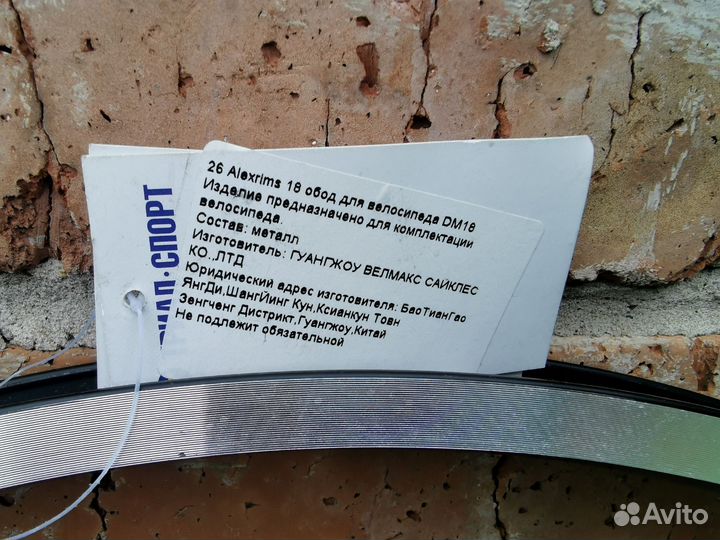 26 Alexrims 18 обод для велосипеда DM18
Изделие предназначено для комплектации
велосипеда.
Состав: металл
Изготовитель: ГУАНГЖОУ ВЕЛМАКС САЙКЛЕС
КО.,ЛТД
Юридический адрес изготовителя: БаоТианГао
ЯнгДи,ШангЙинг Кун,Ксианкун Товн
Зенгченг Дистрикт,Гуангжоу,Китай
Не подлежит обязательной
СПОРТ
Avito